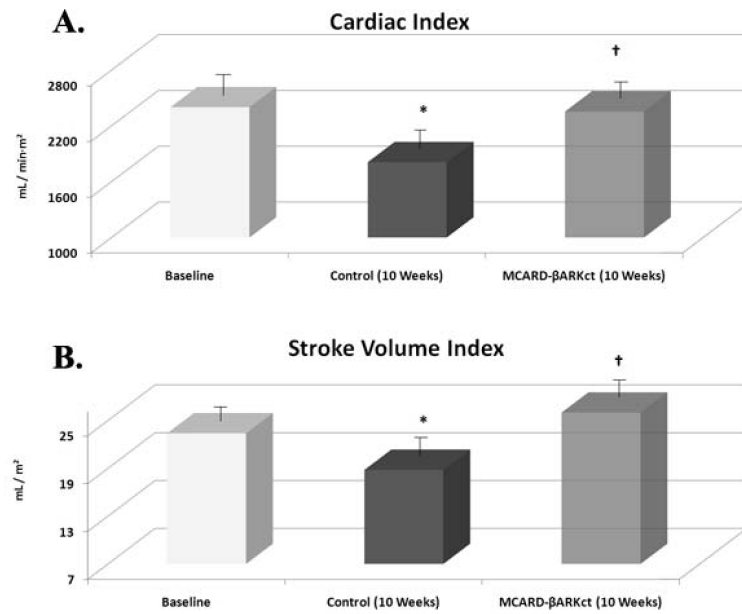 A.
Cardiac Index
†
*
2800
2200
1600
1000
mL / min·m²
Baseline
Control (10 Weeks)
MCARD-βARKct (10 Weeks)
B.
Stroke Volume Index
†
*
25
19
13
7
mL / m²
Baseline
Control (10 Weeks)
MCARD-βARKct (10 Weeks)